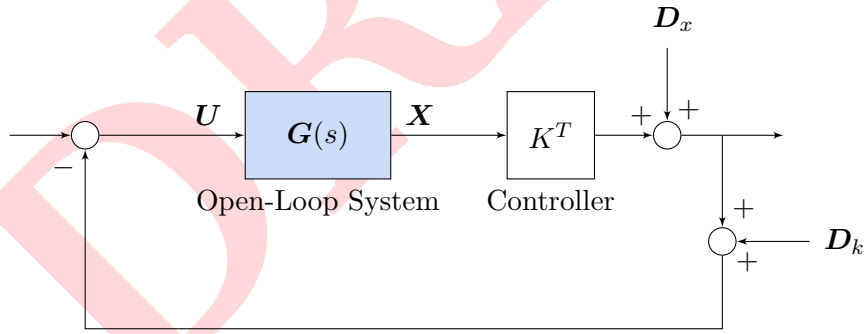 D_x
U
G(s)
X
K^T
+
+
Open-Loop System
Controller
−
+
D_k
+